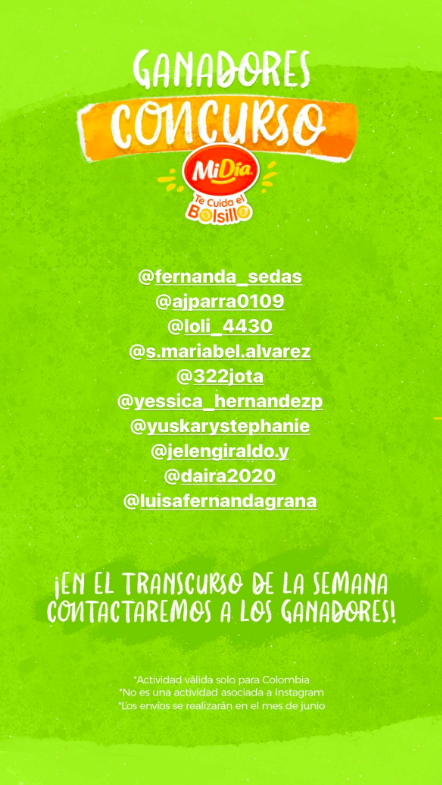 GANADORES
CONCURSO
MiDía
Te Cuida el
Bolsillo
@fernanda_sedas
@ajparra0109
@loli_4430
@s.mariabel.alvarez
@322jota
@yessica_hernandezp
@yuskarystephanie
@jelengiraldo.y
@daira2020
@luisafernandagrana
¡EN EL TRANSCURSO DE LA SEMANA
CONTACTAREMOS A LOS GANADORES!
*Actividad válida solo para Colombia
*No es una actividad asociada a Instagram
*Los envíos se realizarán en el mes de junio